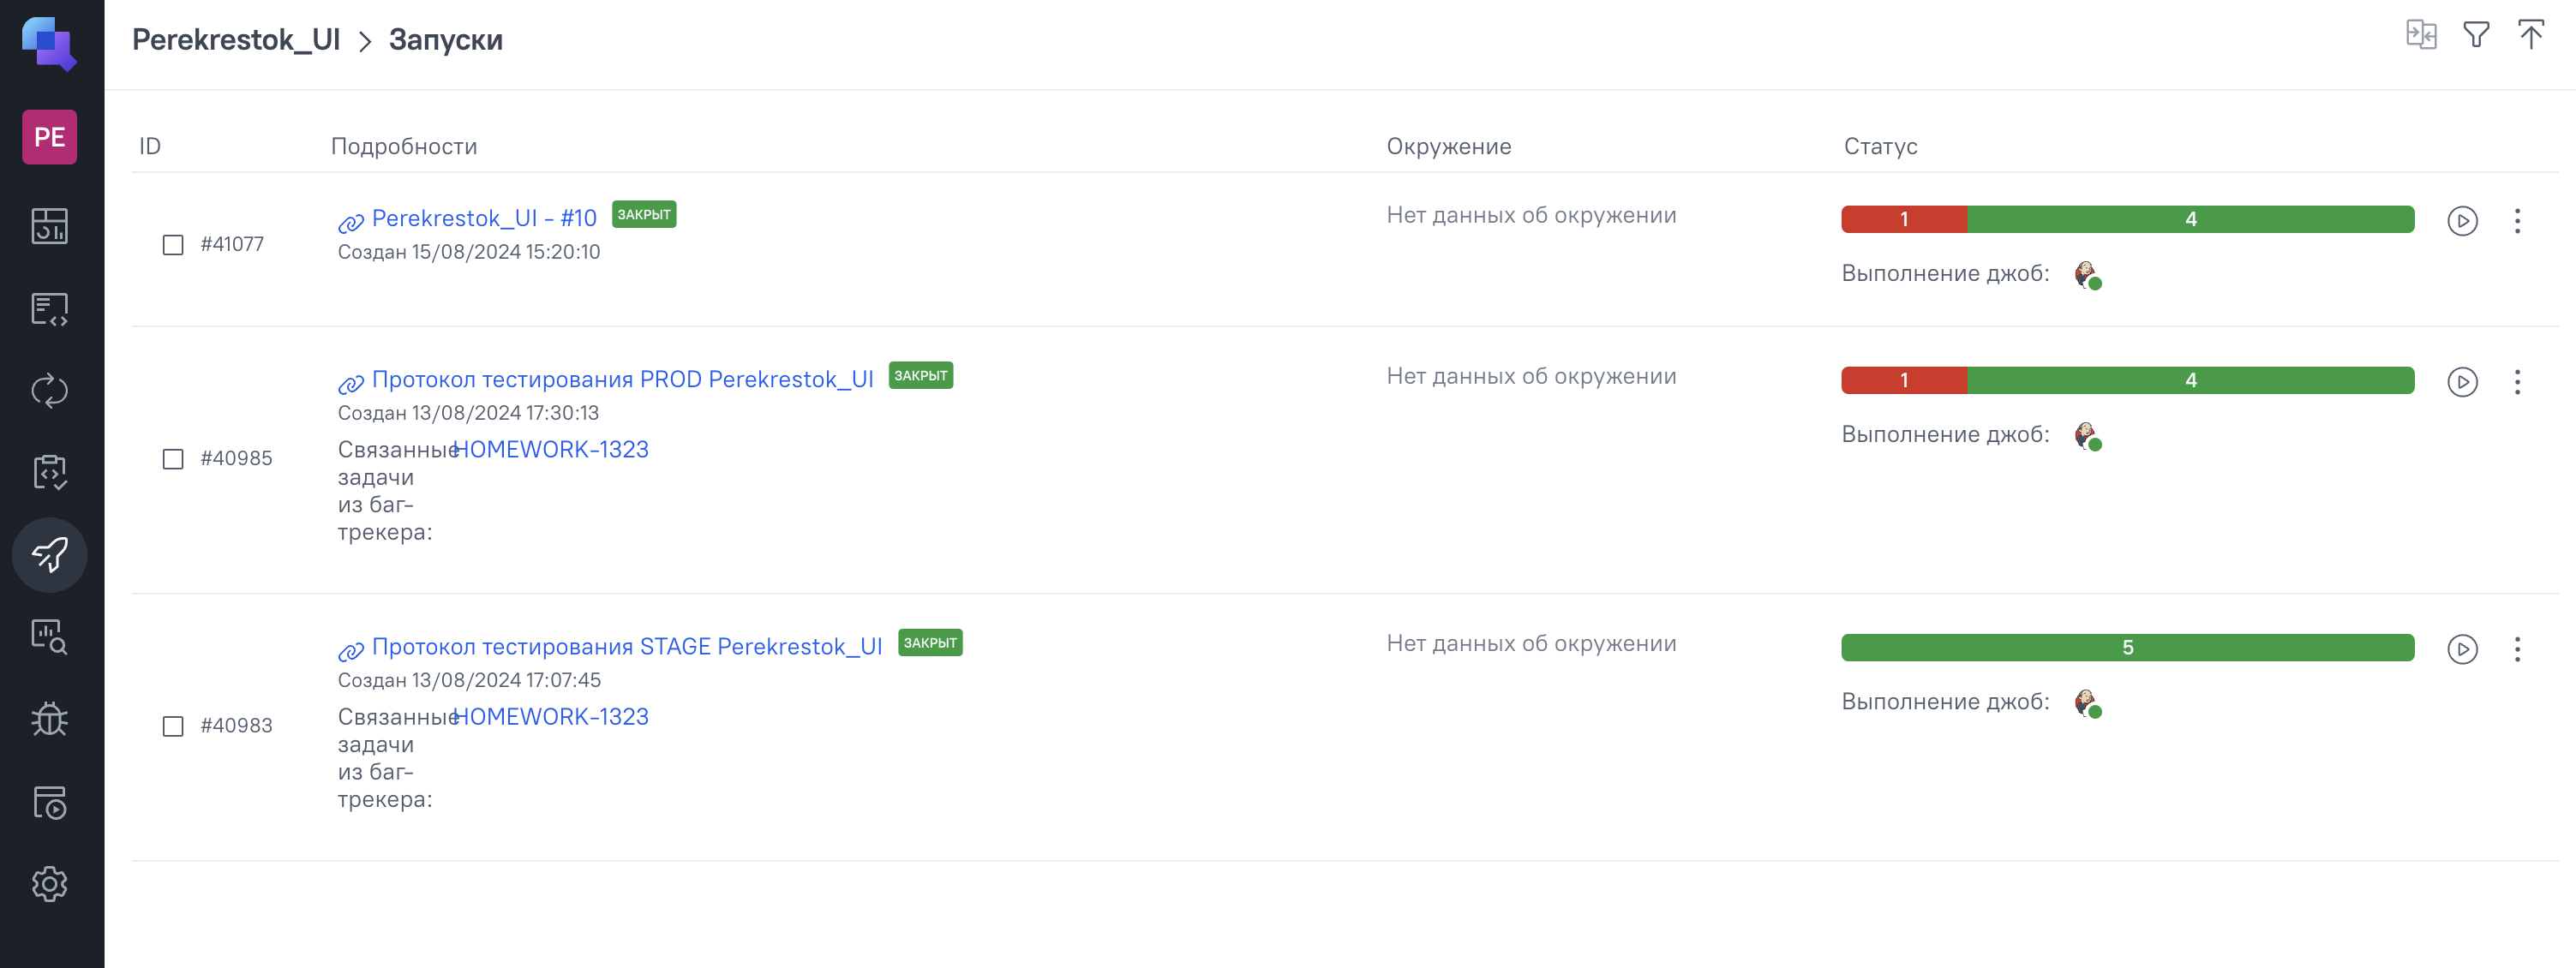 Perekrestok_UI > Запуски
PE
ID Подробности Окружение Статус
Perekrestok_UI - #10 ЗАКРЫТ Нет данных об окружении 1 4
#41077
Создан 15/08/2024 15:20:10
Выполнение джоб:
Протокол тестирования PROD Perekrestok_UI ЗАКРЫТ Нет данных об окружении 1 4
Создан 13/08/2024 17:30:13
Выполнение джоб:
#40985
Связанные HOMEWORK-1323
задачи
из баг-
трекера:
Протокол тестирования STAGE Perekrestok_UI ЗАКРЫТ Нет данных об окружении 5
Создан 13/08/2024 17:07:45
Выполнение джоб:
#40983
Связанные HOMEWORK-1323
задачи
из баг-
трекера: